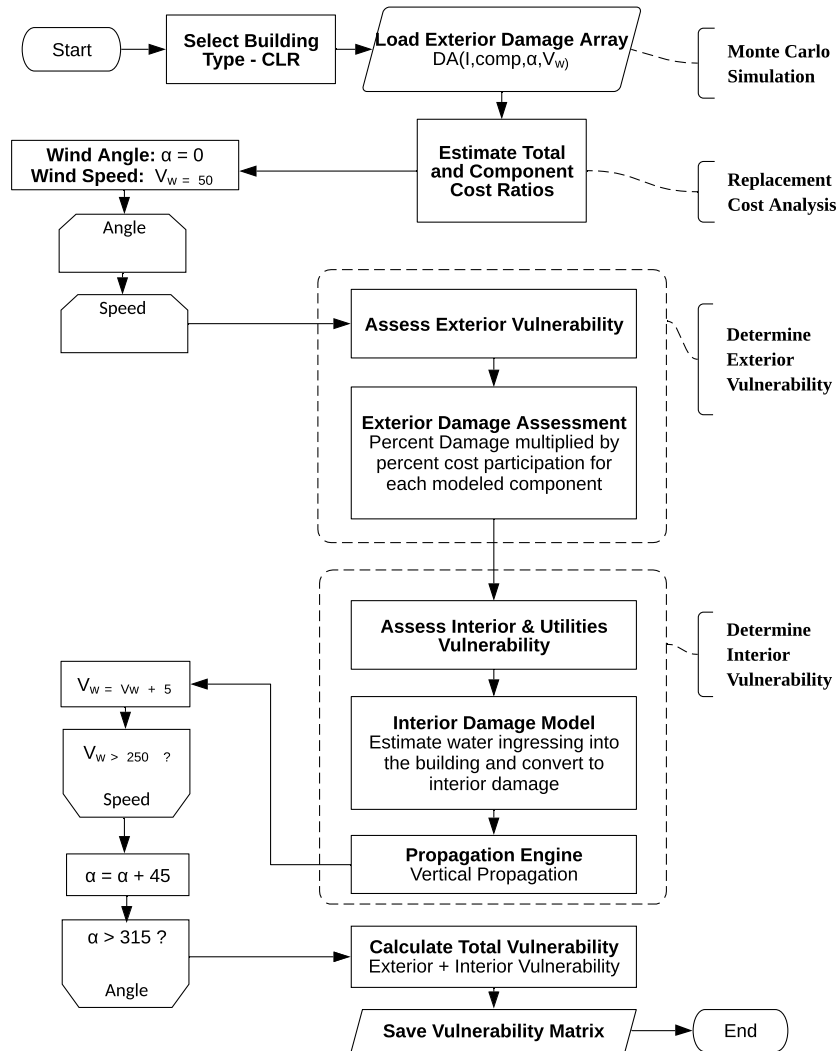 Start
Select Building
Type - CLR
Load Exterior Damage Array
DA(I,comp,α,Vw)
Monte Carlo
Simulation
Estimate Total
and Component
Cost Ratios
Replacement
Cost Analysis
Wind Angle: α = 0
Wind Speed: Vw = 50
Angle
Speed
Assess Exterior Vulnerability
Determine
Exterior
Vulnerability
Exterior Damage Assessment
Percent Damage multiplied by
percent cost participation for
each modeled component
Assess Interior & Utilities
Vulnerability
Determine
Interior
Vulnerability
Interior Damage Model
Estimate water ingressing into
the building and convert to
interior damage
Propagation Engine
Vertical Propagation
Vw = Vw + 5
Vw > 250 ?
Speed
α = α + 45
α > 315 ?
Angle
Calculate Total Vulnerability
Exterior + Interior Vulnerability
Save Vulnerability Matrix
End